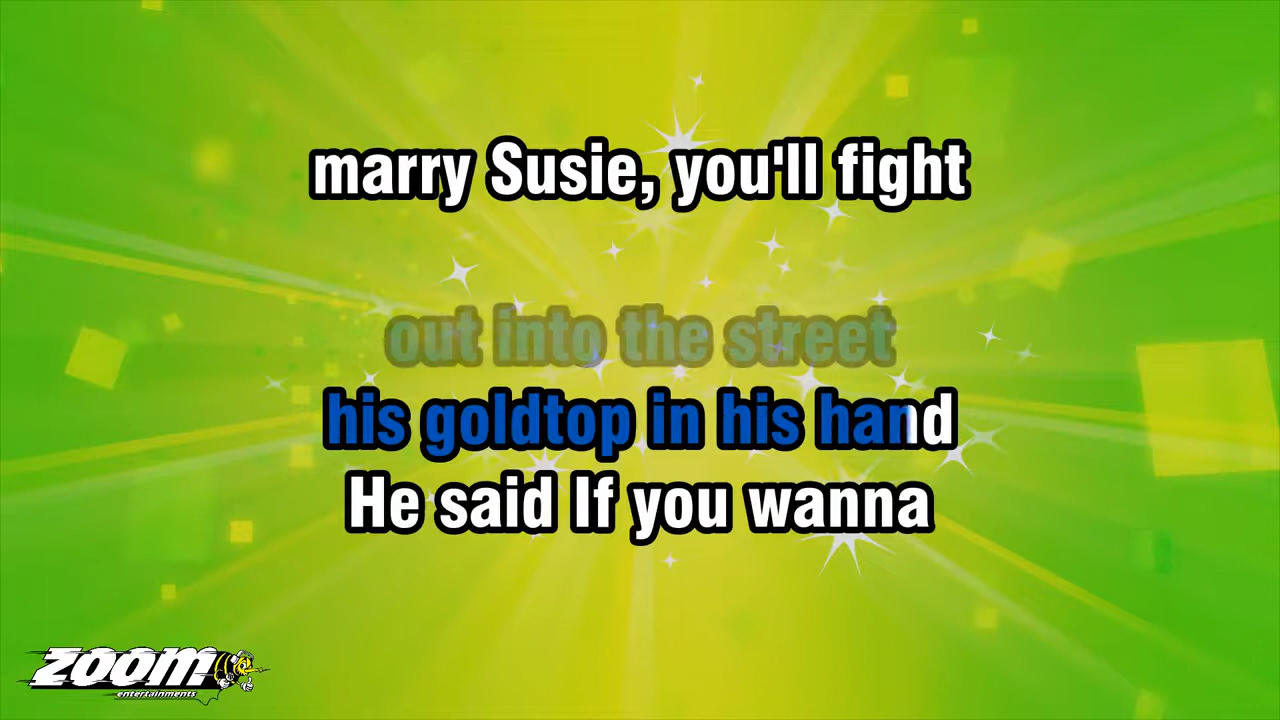 marry Susie, you'll fight
out into the street
his goldtop in his hand
He said If you wanna
zoom
entertainments